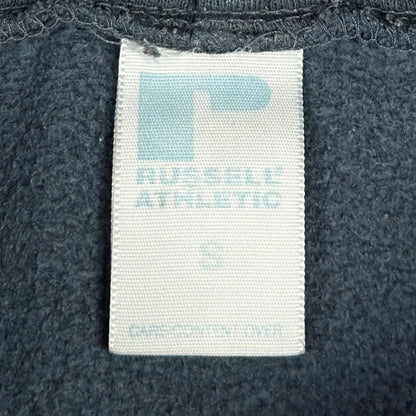 RUSSELL
ATHLETIC
S
CARE/CONTENT OVER